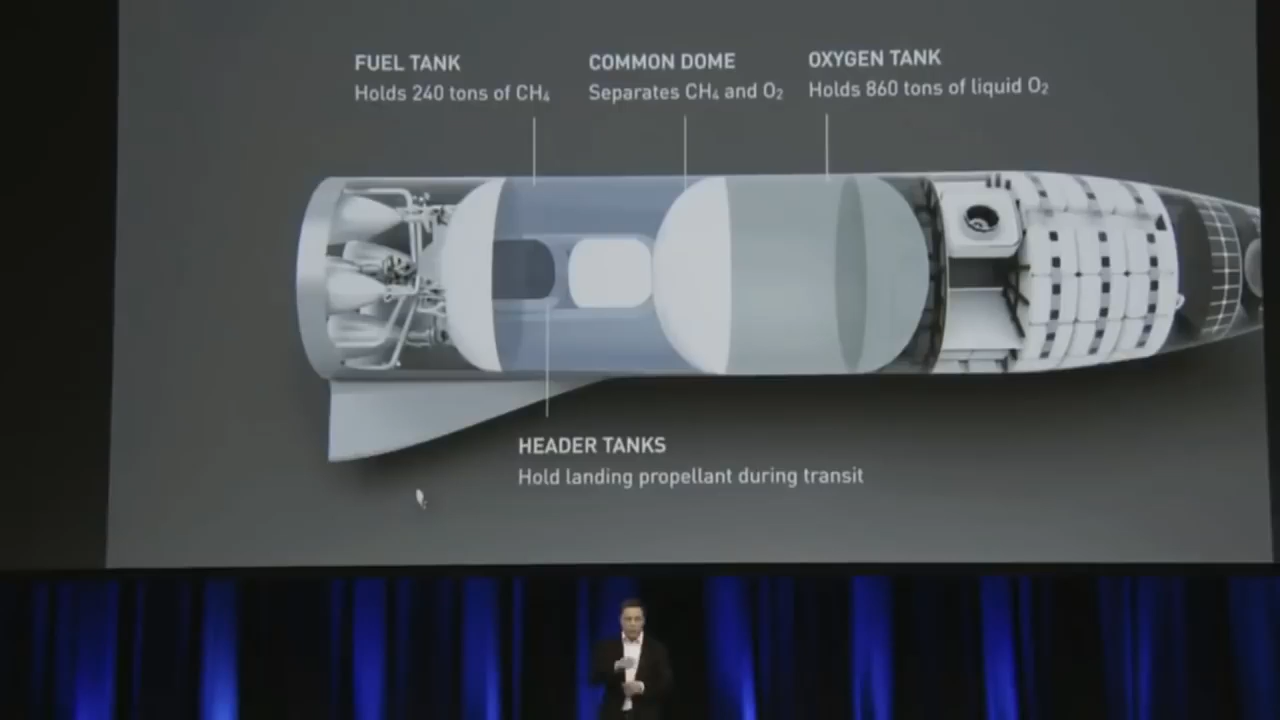 FUEL TANK
Holds 240 tons of CH₄
COMMON DOME
Separates CH₄ and O₂
OXYGEN TANK
Holds 860 tons of liquid O₂
HEADER TANKS
Hold landing propellant during transit